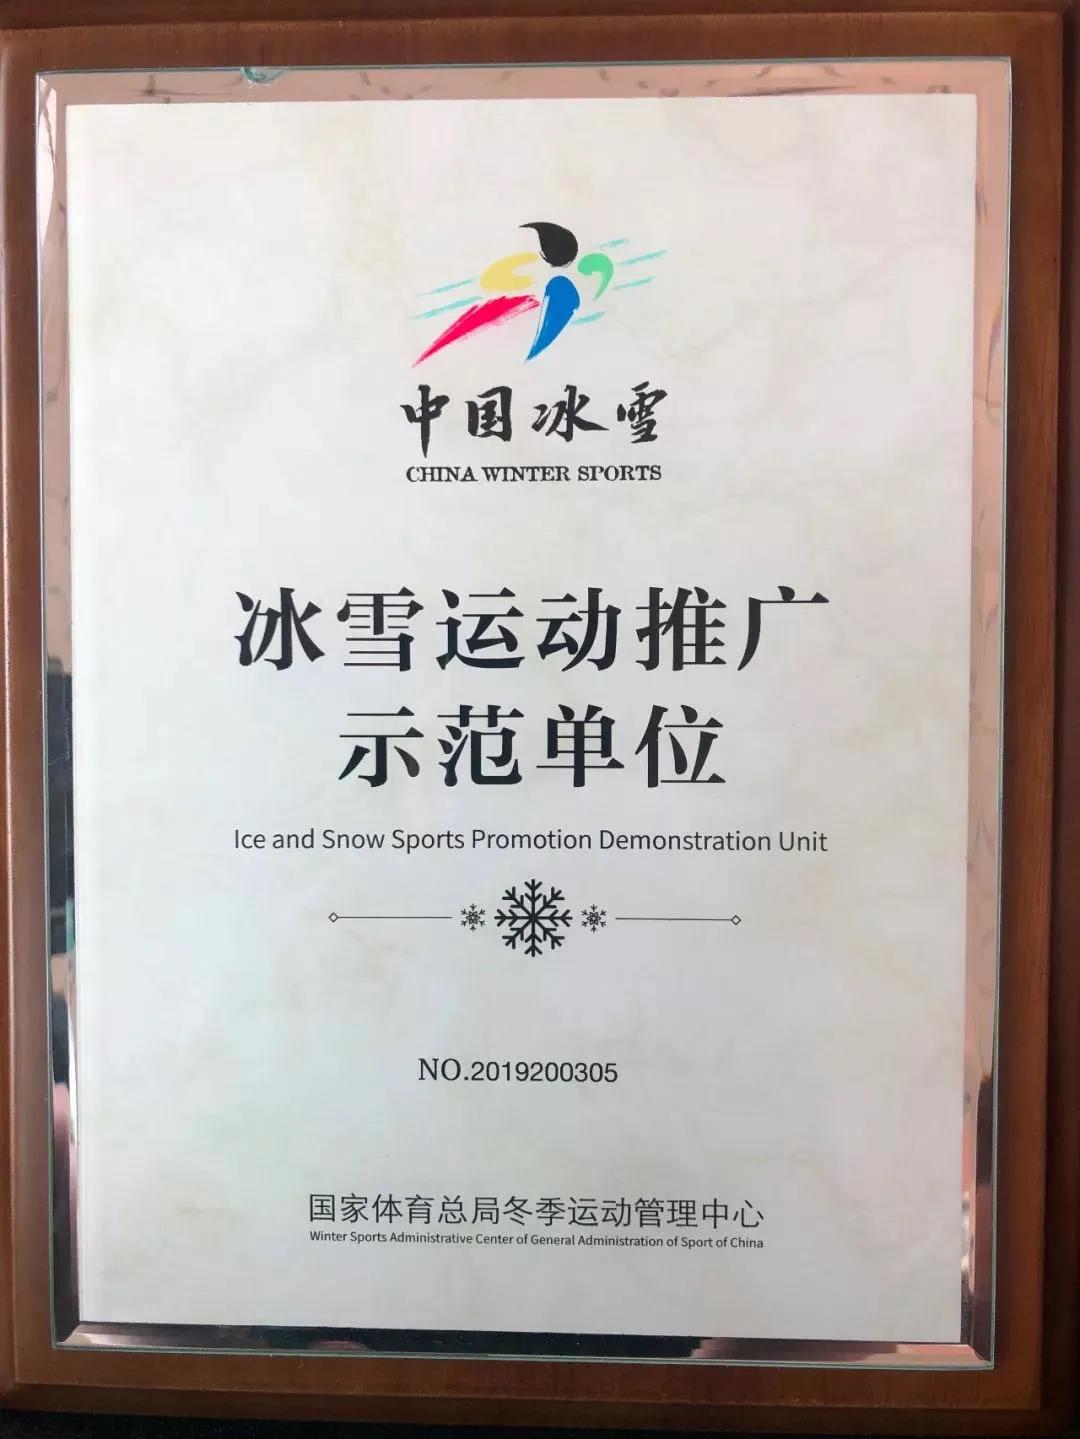 中国冰雪
CHINA WINTER SPORTS
冰雪运动推广
示范单位
Ice and Snow Sports Promotion Demonstration Unit
NO.2019200305
国家体育总局冬季运动管理中心
Winter Sports Administrative Center of General Administration of Sport of China